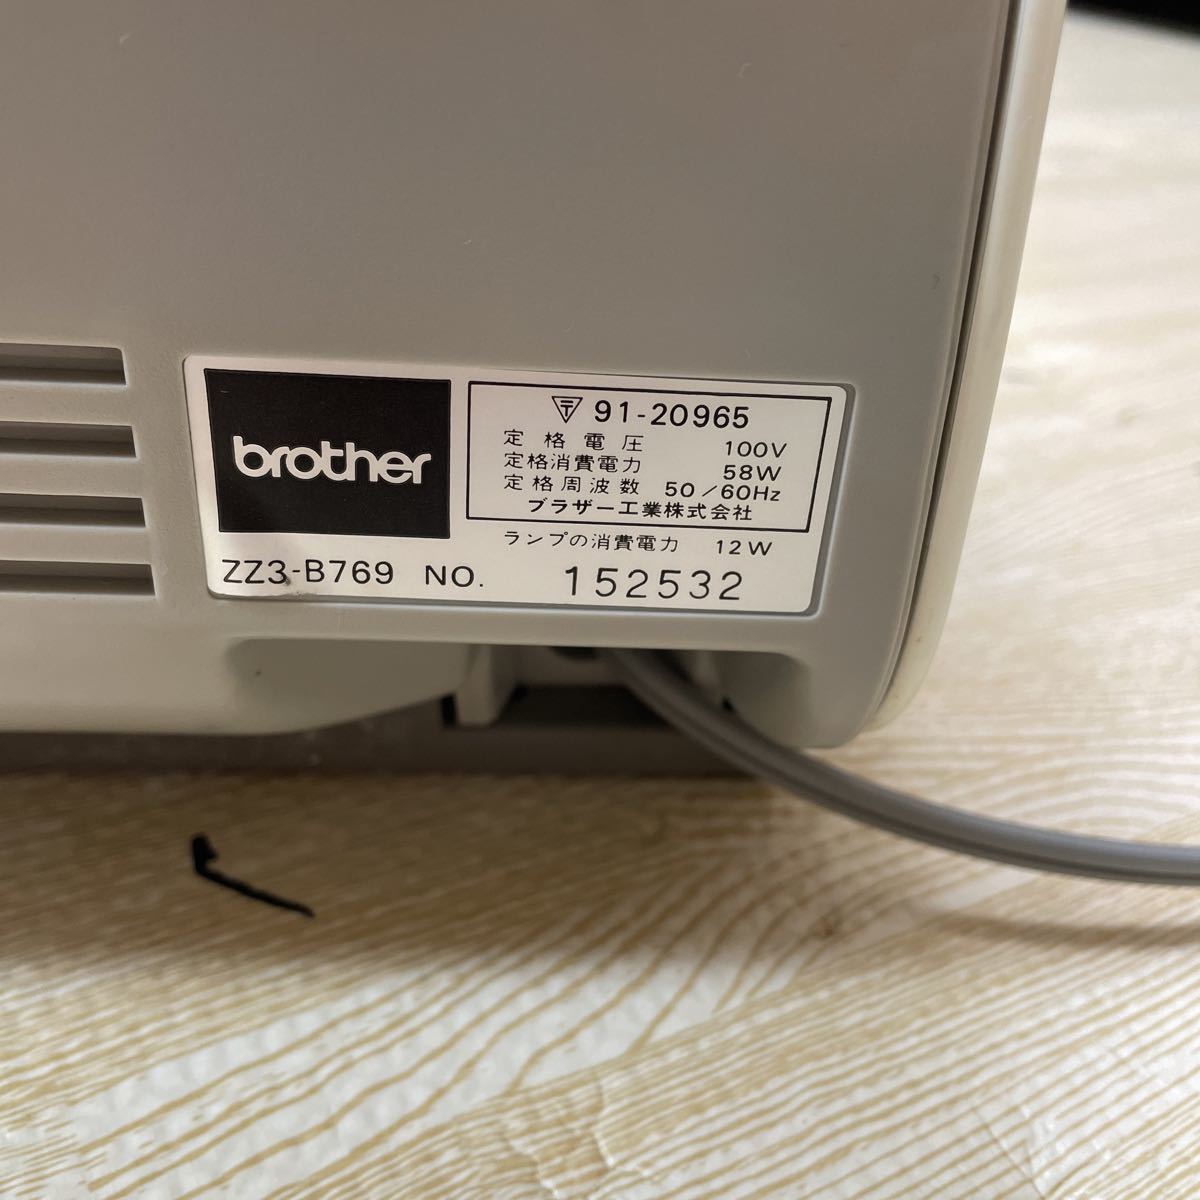 brother
〒 91-20965
定格電圧 100V
定格消費電力 58W
定格周波数 50/60Hz
ブラザー工業株式会社
ランプの消費電力 12W
ZZ3-B769 NO. 152532